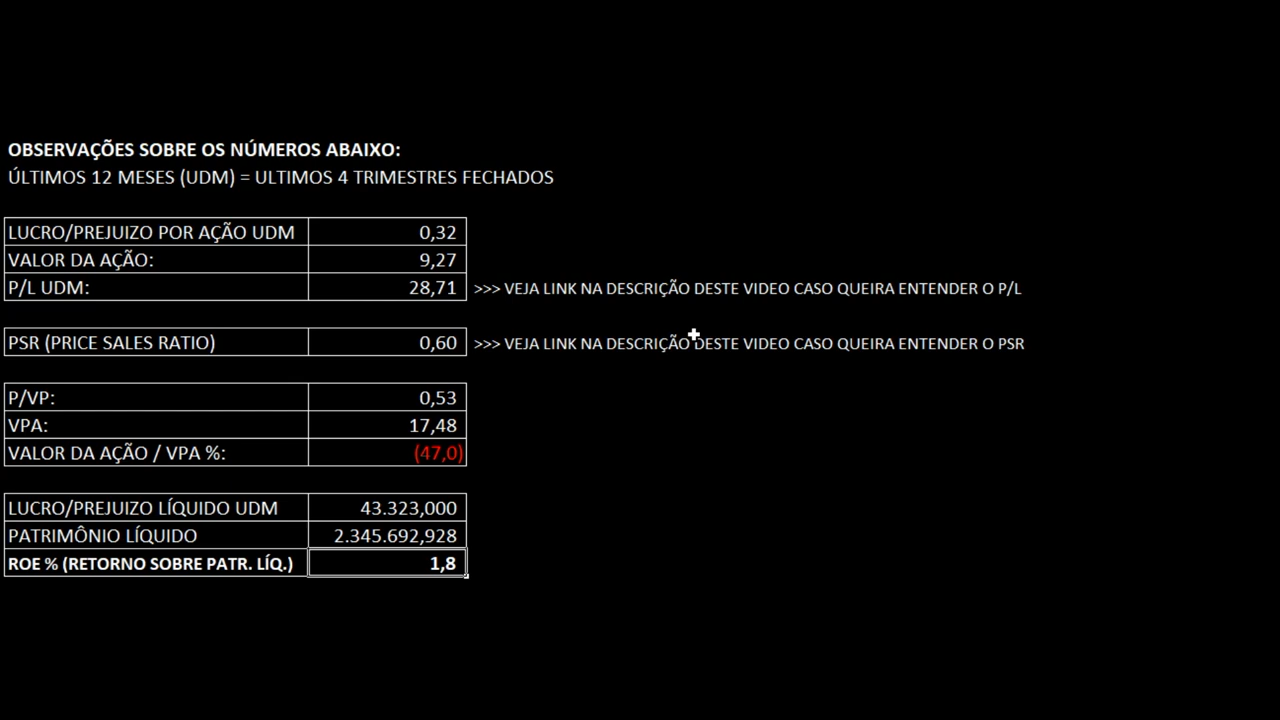 OBSERVAÇÕES SOBRE OS NÚMEROS ABAIXO:
ÚLTIMOS 12 MESES (UDM) = ULTIMOS 4 TRIMESTRES FECHADOS
LUCRO/PREJUIZO POR AÇÃO UDM 0,32
VALOR DA AÇÃO: 9,27
P/L UDM: 28,71 >>> VEJA LINK NA DESCRIÇÃO DESTE VIDEO CASO QUEIRA ENTENDER O P/L
PSR (PRICE SALES RATIO) 0,60 >>> VEJA LINK NA DESCRIÇÃO DESTE VIDEO CASO QUEIRA ENTENDER O PSR
P/VP: 0,53
VPA: 17,48
VALOR DA AÇÃO / VPA %: (47,0)
LUCRO/PREJUIZO LÍQUIDO UDM 43.323,000
PATRIMÔNIO LÍQUIDO 2.345.692,928
ROE % (RETORNO SOBRE PATR. LÍQ.) 1,8